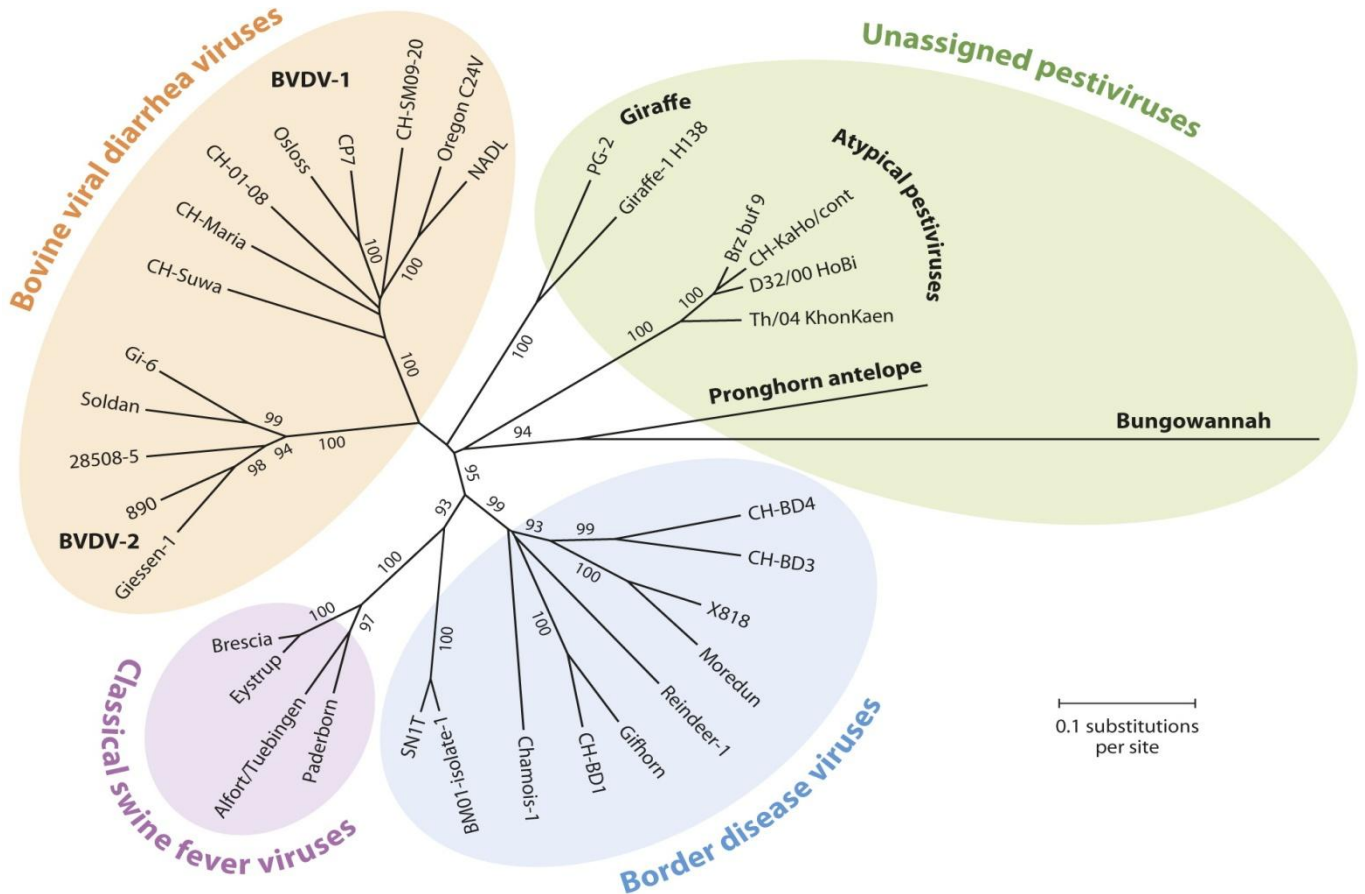 Bovine viral diarrhea viruses
BVDV-1
CH-SM09-20
Oregon C24V
NADL
CP7
Osloss
CH-01-08
CH-Maria
CH-Suwa
100
100
100
Gi-6
Soldan
28508-5
890
Giessen-1
BVDV-2
99
94
98
100
Unassigned pestiviruses
Giraffe
PG-2
Giraffe-1 H138
100
Atypical pestiviruses
Brz buf 9
CH-KaHo/cont
D32/00 HoBi
Th/04 KhonKaen
100
100
Pronghorn antelope
94
Bungowannah
95
93
99
93
99
CH-BD4
CH-BD3
100
X818
Moredun
Reindeer-1
100
Gifhorn
CH-BD1
Chamois-1
100
BM01-isolate-1
SN1T
Border disease viruses
100
100
97
Brescia
Eystrup
Alfort/Tuebingen
Paderborn
Classical swine fever viruses
0.1 substitutions
per site